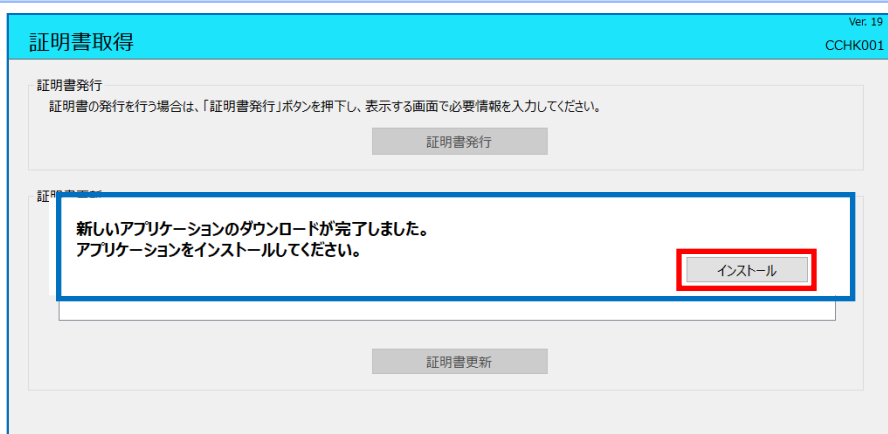 Ver. 19
証明書取得
CCHK001
証明書発行
証明書の発行を行う場合は、「証明書発行」ボタンを押下し、表示する画面で必要情報を入力してください。
証明書発行
証明書更新
新しいアプリケーションのダウンロードが完了しました。
アプリケーションをインストールしてください。
インストール
証明書更新